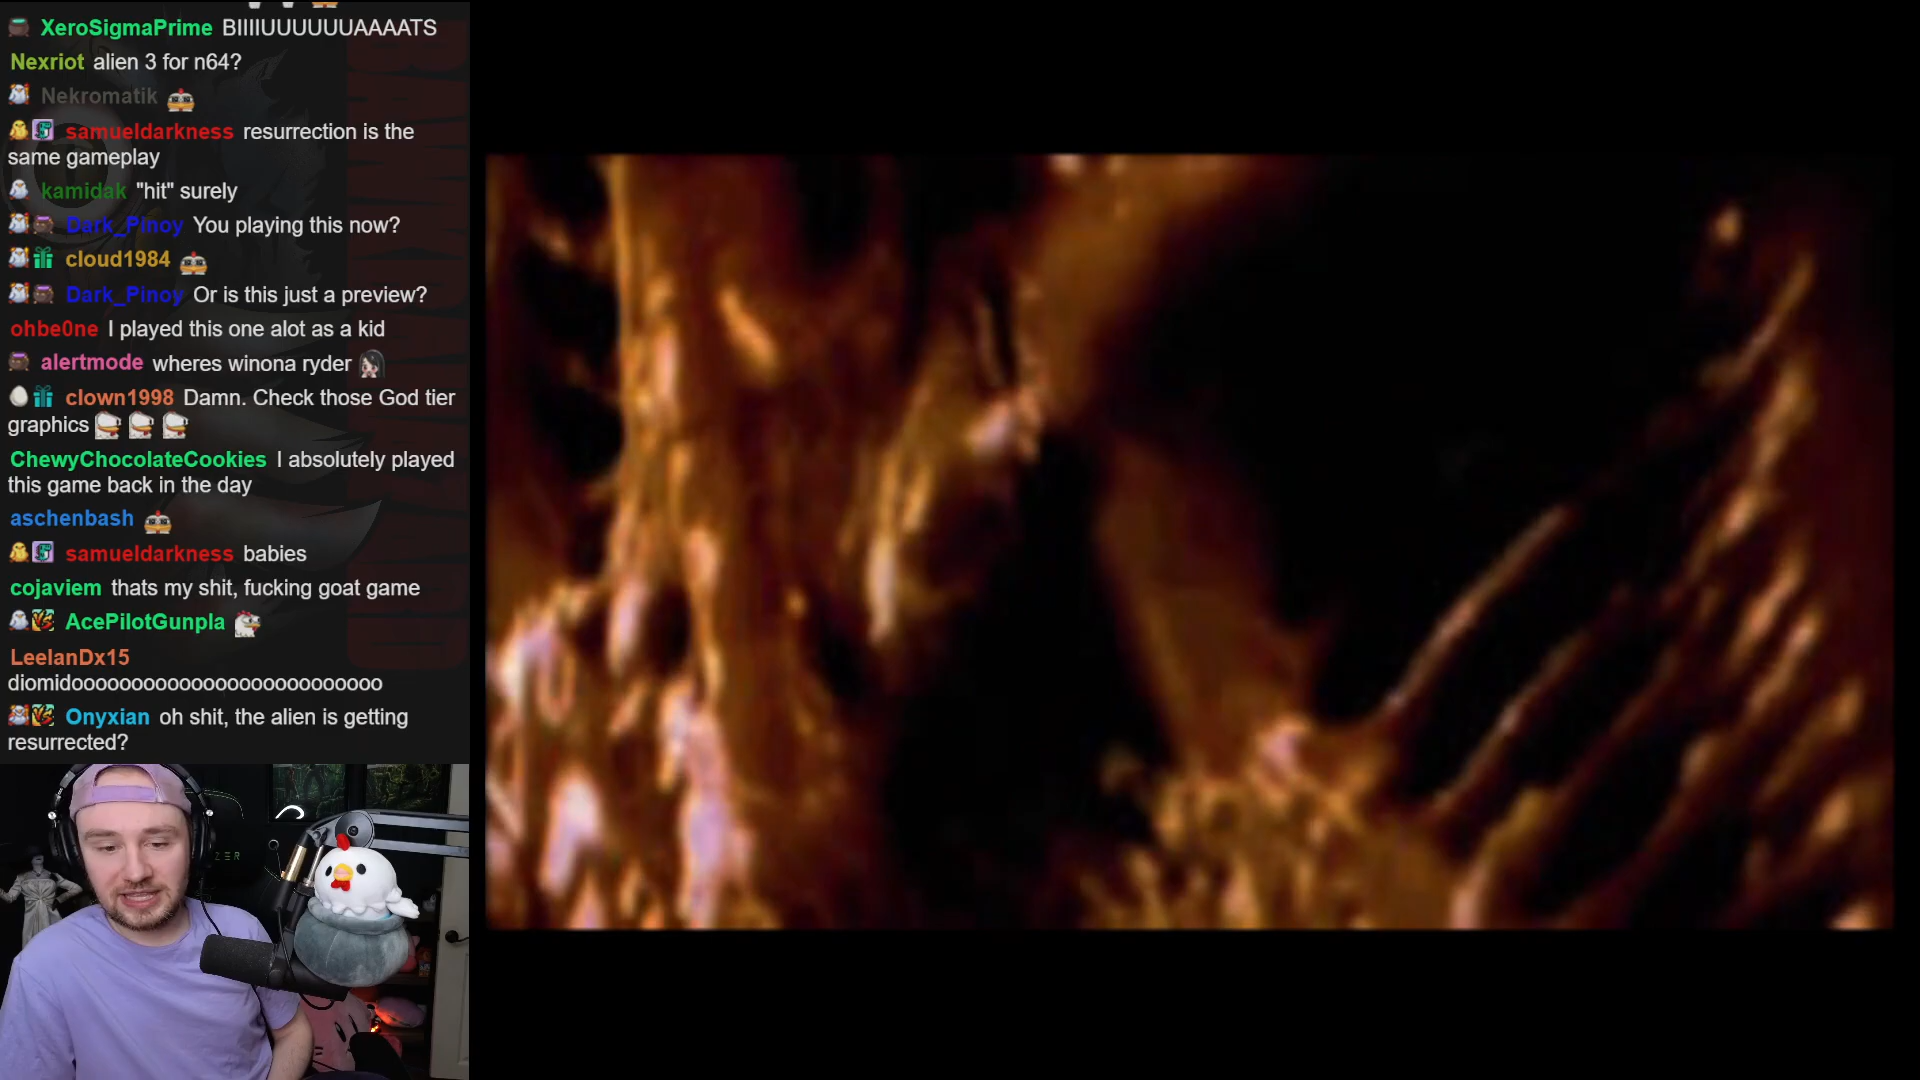 XeroSigmaPrime BIIIIUUUUUUAAAATS
Nexriot alien 3 for n64?
Nekromatik
samueldarkness resurrection is the
same gameplay
kamidak "hit" surely
Dark_Pinoy You playing this now?
cloud1984
Dark_Pinoy Or is this just a preview?
ohbe0ne I played this one alot as a kid
alertmode wheres winona ryder
clown1998 Damn. Check those God tier
graphics
ChewyChocolateCookies I absolutely played
this game back in the day
aschenbash
samueldarkness babies
cojaviem thats my shit, fucking goat game
AcePilotGunpla
LeelanDx15
diomidoooooooooooooooooooooooooo
Onyxian oh shit, the alien is getting
resurrected?
ZER